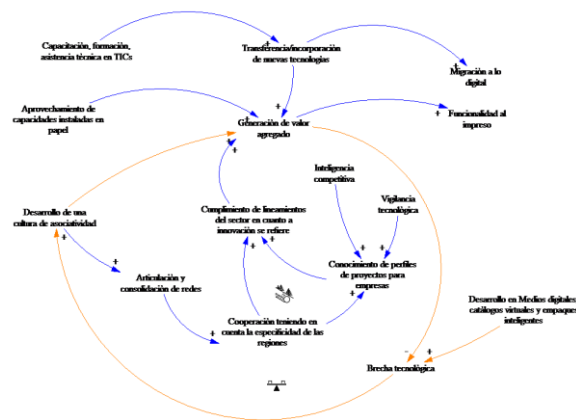 Capacitación, formación,
asistencia técnica en TICs
Transferencia/incorporación
de nuevas tecnologías
Migración a lo
digital
Aprovechamiento de
capacidades instaladas en
papel
Generación de valor
agregado
Funcionalidad al
impreso
Inteligencia
competitiva
Vigilancia
tecnológica
Desarrollo de una
cultura de asociatividad
Cumplimiento de lineamientos
del sector en cuanto a
innovación se refiere
Conocimiento de perfiles
de proyectos para
empresas
Articulación y
consolidación de redes
Cooperación teniendo en
cuenta la especificidad de las
regiones
Desarrollo en Medios digitales,
catálogos virtuales y empaques
inteligentes
Brecha tecnológica